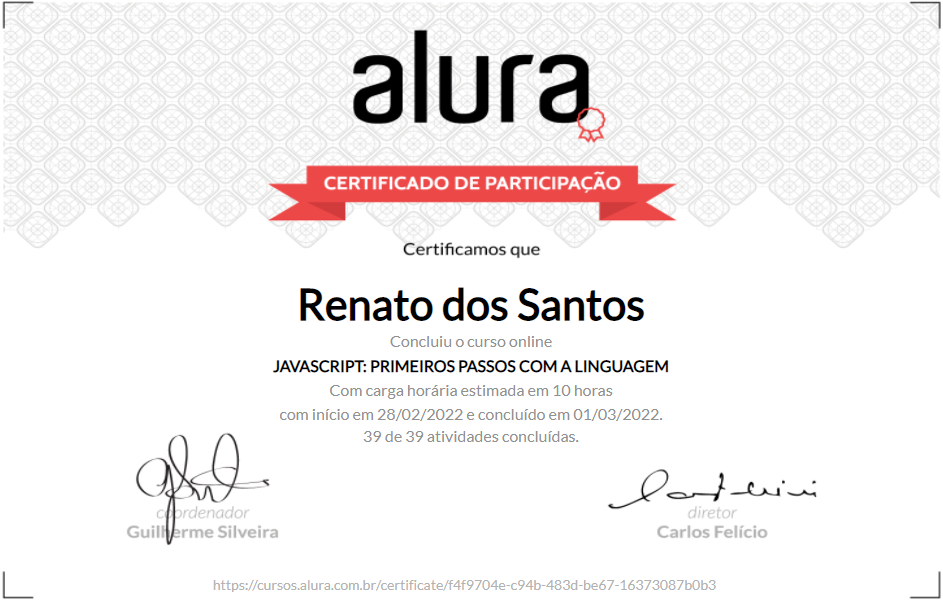 alura
CERTIFICADO DE PARTICIPAÇÃO
Certificamos que
Renato dos Santos
Concluiu o curso online
JAVASCRIPT: PRIMEIROS PASSOS COM A LINGUAGEM
Com carga horária estimada em 10 horas
com início em 28/02/2022 e concluído em 01/03/2022.
39 de 39 atividades concluídas.
coordenador
Guilherme Silveira
diretor
Carlos Felício
https://cursos.alura.com.br/certificate/f4f9704e-c94b-483d-be67-16373087b0b3